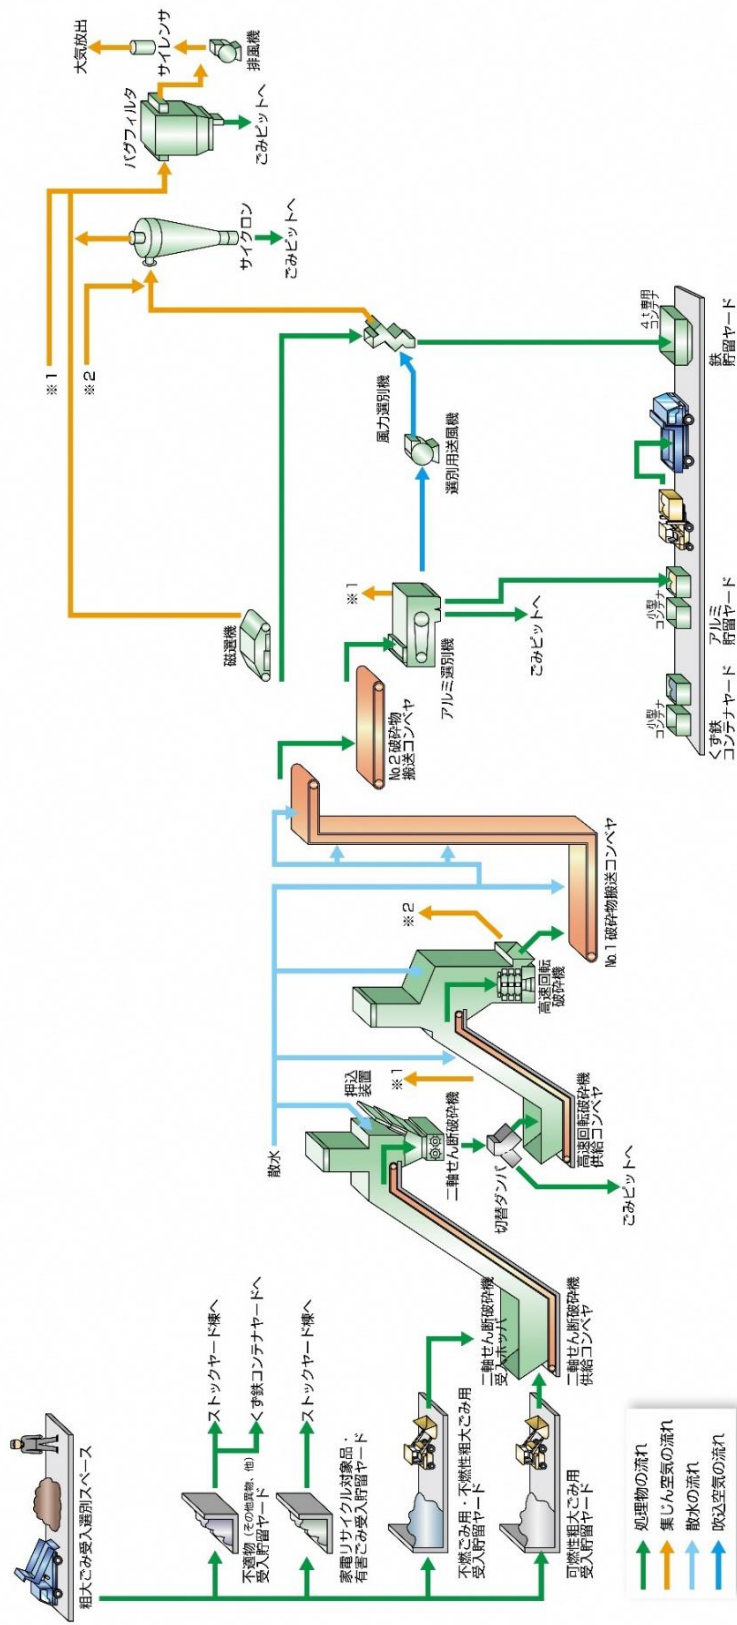 粗大ごみ受入選別スペース
不適物（その他異物、他）
受入貯留ヤード
ストックヤード棟へ
くず鉄コンテナヤードへ
家電リサイクル対象品・
有害ごみ受入貯留ヤード
ストックヤード棟へ
不燃ごみ用・不燃性粗大ごみ用
受入貯留ヤード
可燃性粗大ごみ用
受入貯留ヤード
処理物の流れ
集じん空気の流れ
散水の流れ
吹込空気の流れ
二軸せん断破砕機
受入ホッパ
二軸せん断破砕機
供給コンベヤ
散水
押込
装置
※1
二軸せん断破砕機
切替ダンパ
ごみピットへ
高速回転破砕機
供給コンベヤ
※2
高速回転
破砕機
No.1 破砕物搬送コンベヤ
No.2 破砕物
搬送コンベヤ
磁選機
※1
アルミ選別機
ごみピットへ
選別用送風機
風力選別機
※1
※2
サイクロン
ごみピットへ
バグフィルタ
ごみピットへ
排風機
サイレンサ
大気放出
小型
コンテナ
くず鉄
コンテナヤード
小型
コンテナ
アルミ
貯留ヤード
4t専用
コンテナ
鉄
貯留ヤード